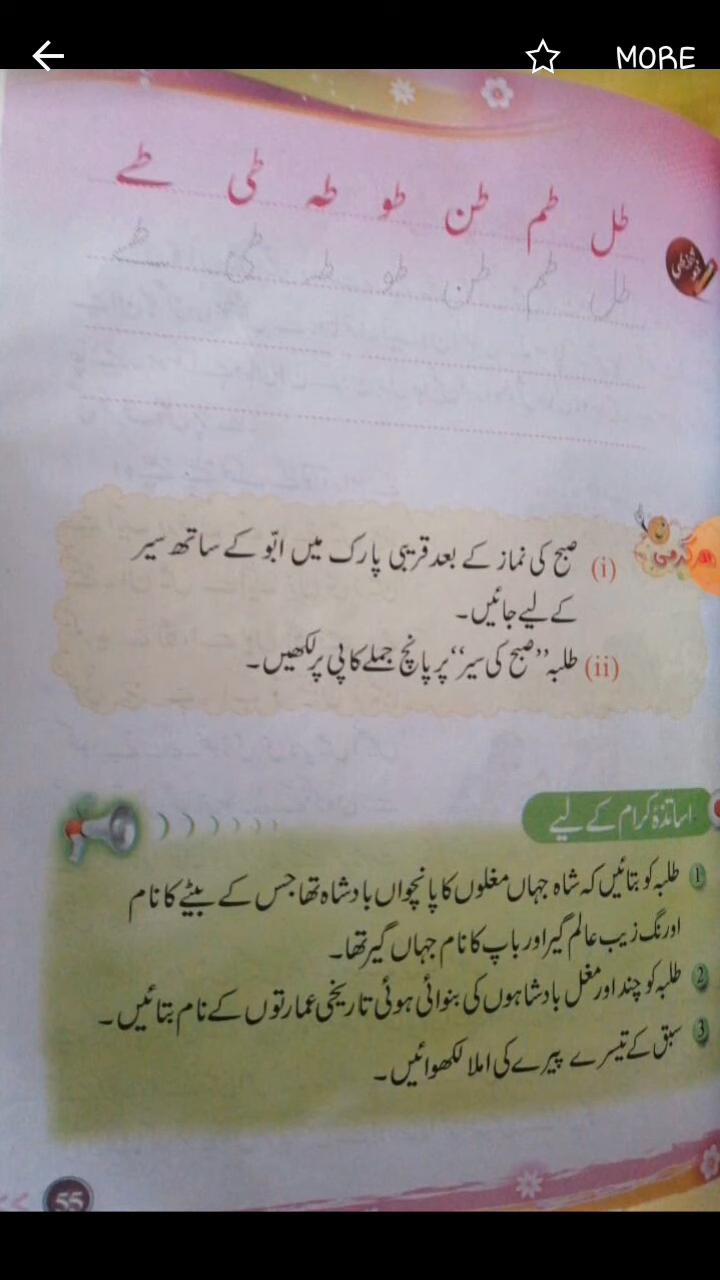 MORE
طل طم طن طو طہ طی طے
طل طم طن طو طہ طی طے
سرگرمی
(i) صبح کی نماز کے بعد قریبی پارک میں ابّو کے ساتھ سیر
کے لیے جائیں۔
(ii) طلبہ ”صبح کی سیر“ پر پانچ جملے کاپی پر لکھیں۔
اساتذۂ کرام کے لیے
1 طلبہ کو بتائیں کہ شاہ جہاں مغلوں کا پانچواں بادشاہ تھا جس کے بیٹے کا نام
اورنگ زیب عالم گیر اور باپ کا نام جہاں گیر تھا۔
2 طلبہ کو چند اور مغل بادشاہوں کی بنوائی ہوئی تاریخی عمارتوں کے نام بتائیں۔
3 سبق کے تیسرے پیرے کی املا لکھوائیں۔
55